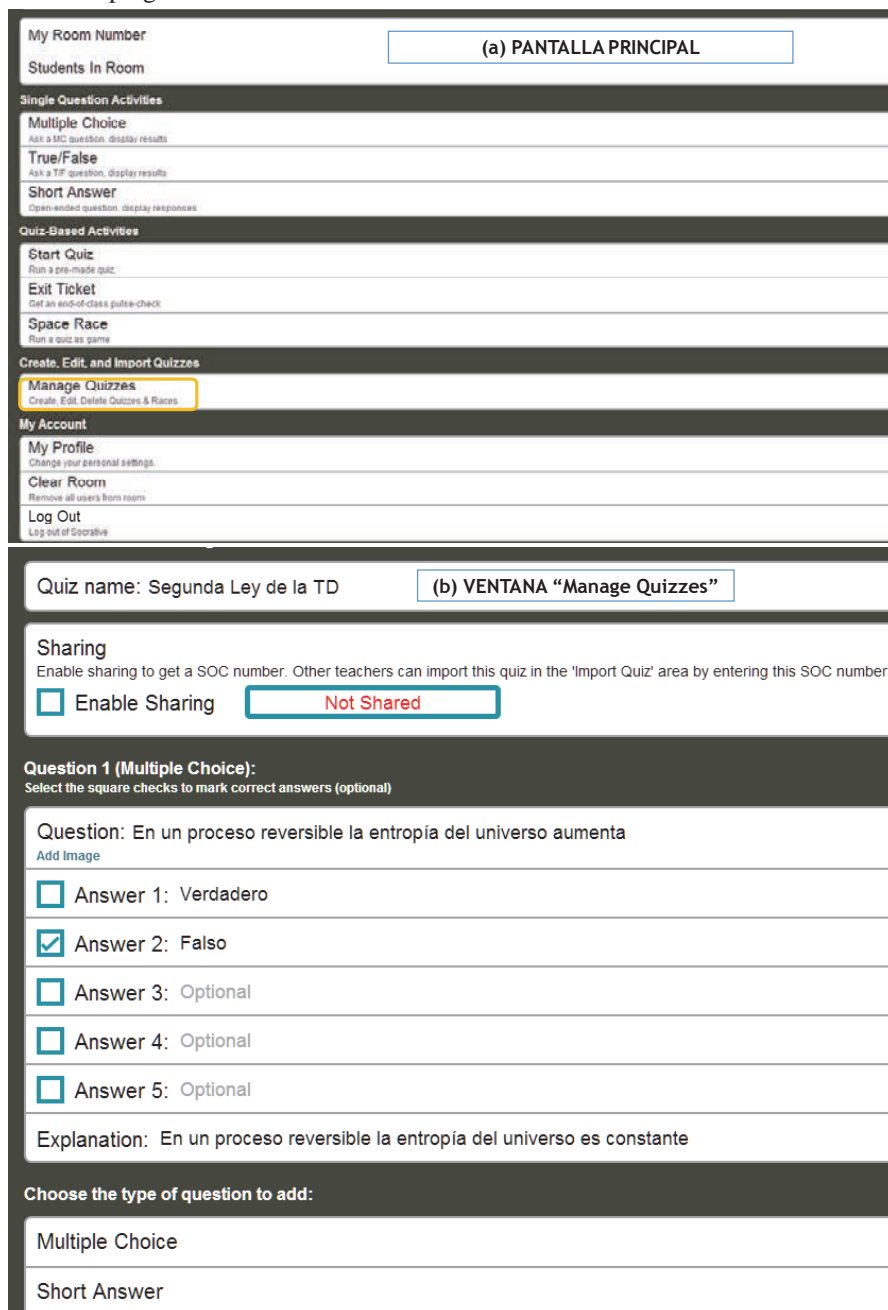 My Room Number
(a) PANTALLA PRINCIPAL
Students In Room
Single Question Activities
Multiple Choice
Ask a MC question, display results
True/False
Ask a T/F question, display results
Short Answer
Open-ended question, display responses
Quiz-Based Activities
Start Quiz
Run a pre-made quiz.
Exit Ticket
Get an end-of-class pulse-check
Space Race
Run a quiz as game
Create, Edit, and Import Quizzes
Manage Quizzes
Create, Edit, Delete Quizzes & Races
My Account
My Profile
Change your personal settings.
Clear Room
Remove all users from room
Log Out
Log out of Socrative
Quiz name: Segunda Ley de la TD
(b) VENTANA “Manage Quizzes”
Sharing
Enable sharing to get a SOC number. Other teachers can import this quiz in the 'Import Quiz' area by entering this SOC number
Enable Sharing
Not Shared
Question 1 (Multiple Choice):
Select the square checks to mark correct answers (optional)
Question: En un proceso reversible la entropía del universo aumenta
Add Image
Answer 1: Verdadero
Answer 2: Falso
Answer 3: Optional
Answer 4: Optional
Answer 5: Optional
Explanation: En un proceso reversible la entropía del universo es constante
Choose the type of question to add:
Multiple Choice
Short Answer